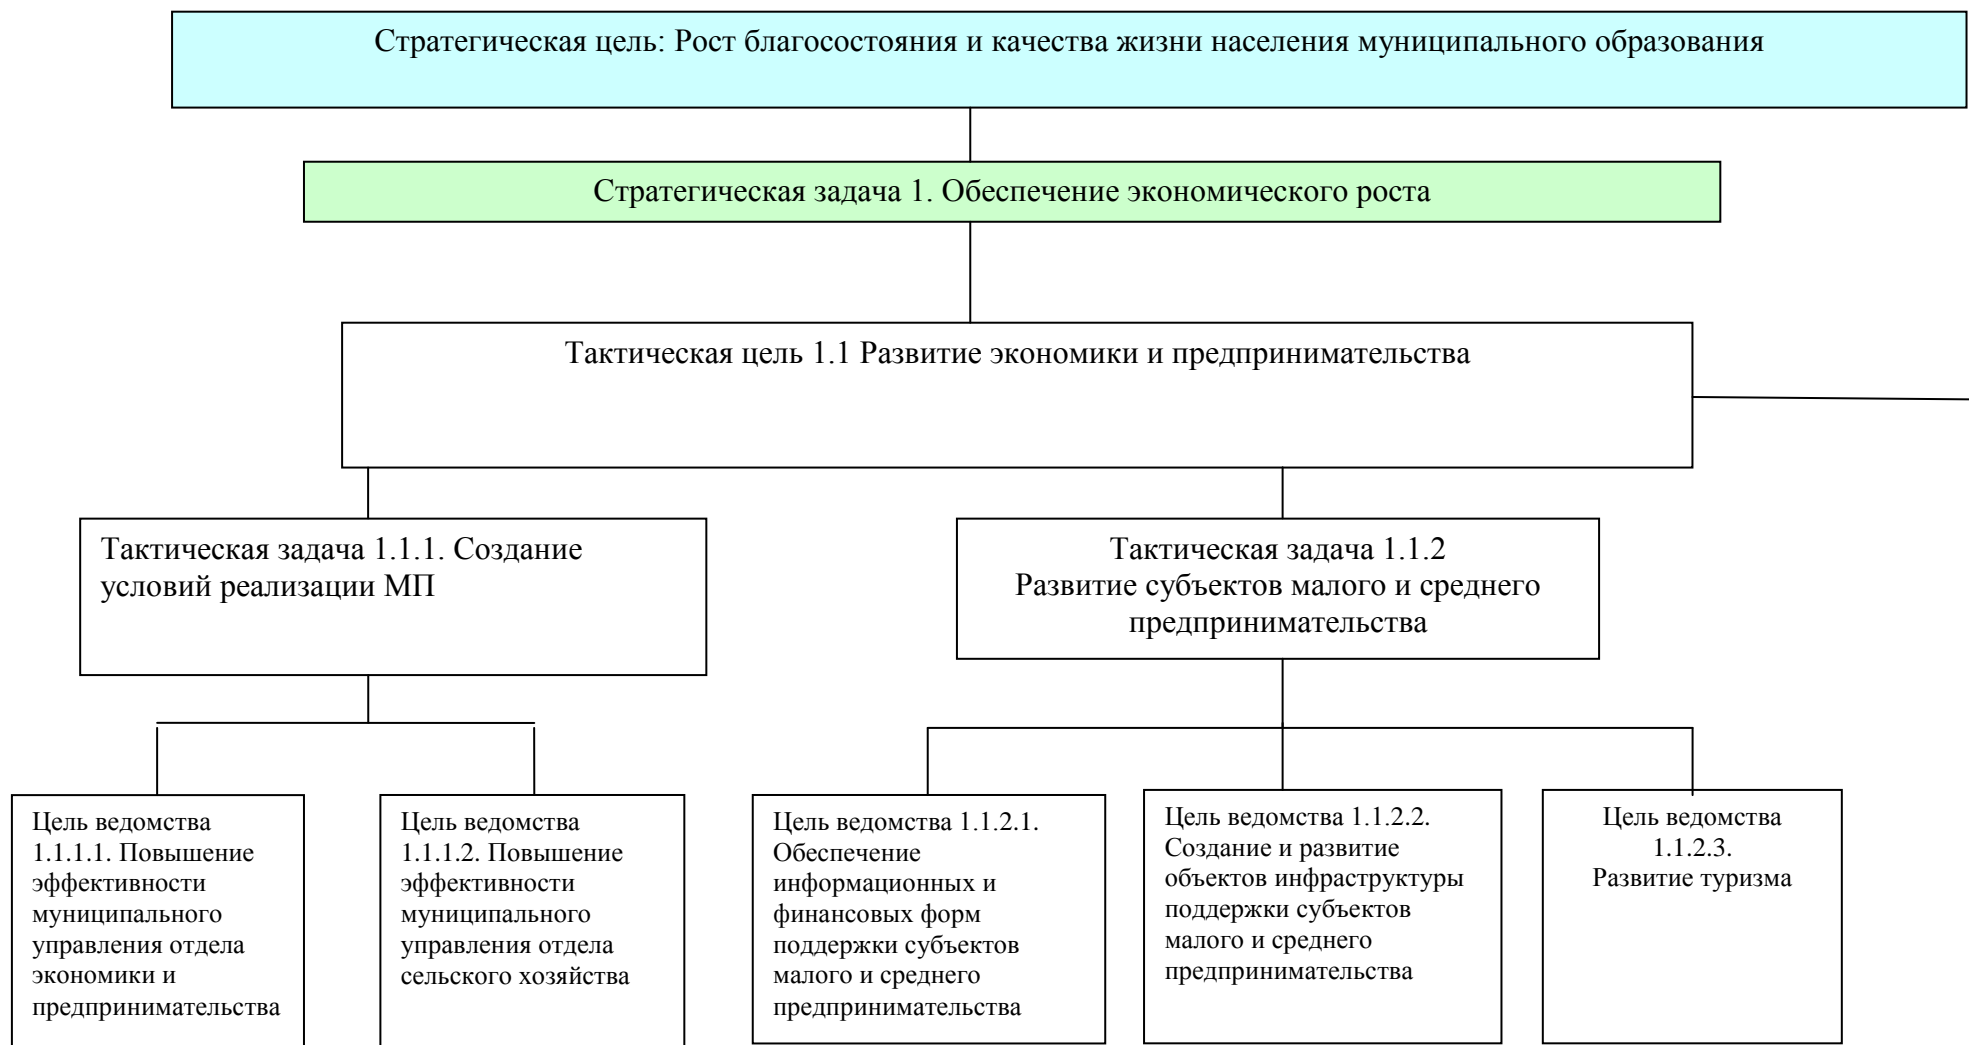 Стратегическая цель: Рост благосостояния и качества жизни населения муниципального образования
Стратегическая задача 1. Обеспечение экономического роста
Тактическая цель 1.1 Развитие экономики и предпринимательства
Тактическая задача 1.1.1. Создание
условий реализации МП
Тактическая задача 1.1.2
Развитие субъектов малого и среднего
предпринимательства
Цель ведомства
1.1.1.1. Повышение
эффективности
муниципального
управления отдела
экономики и
предпринимательства
Цель ведомства
1.1.1.2. Повышение
эффективности
муниципального
управления отдела
сельского хозяйства
Цель ведомства 1.1.2.1.
Обеспечение
информационных и
финансовых форм
поддержки субъектов
малого и среднего
предпринимательства
Цель ведомства 1.1.2.2.
Создание и развитие
объектов инфраструктуры
поддержки субъектов
малого и среднего
предпринимательства
Цель ведомства
1.1.2.3.
Развитие туризма